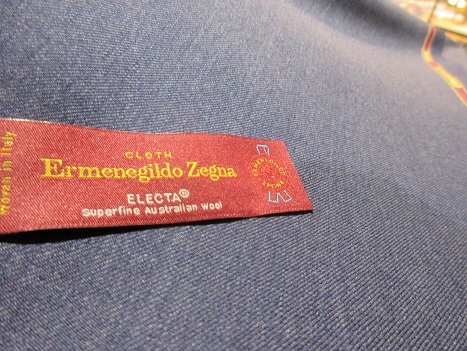 Woven in Italy
CLOTH
Ermenegildo Zegna
ELECTA®
Superfine Australian Wool